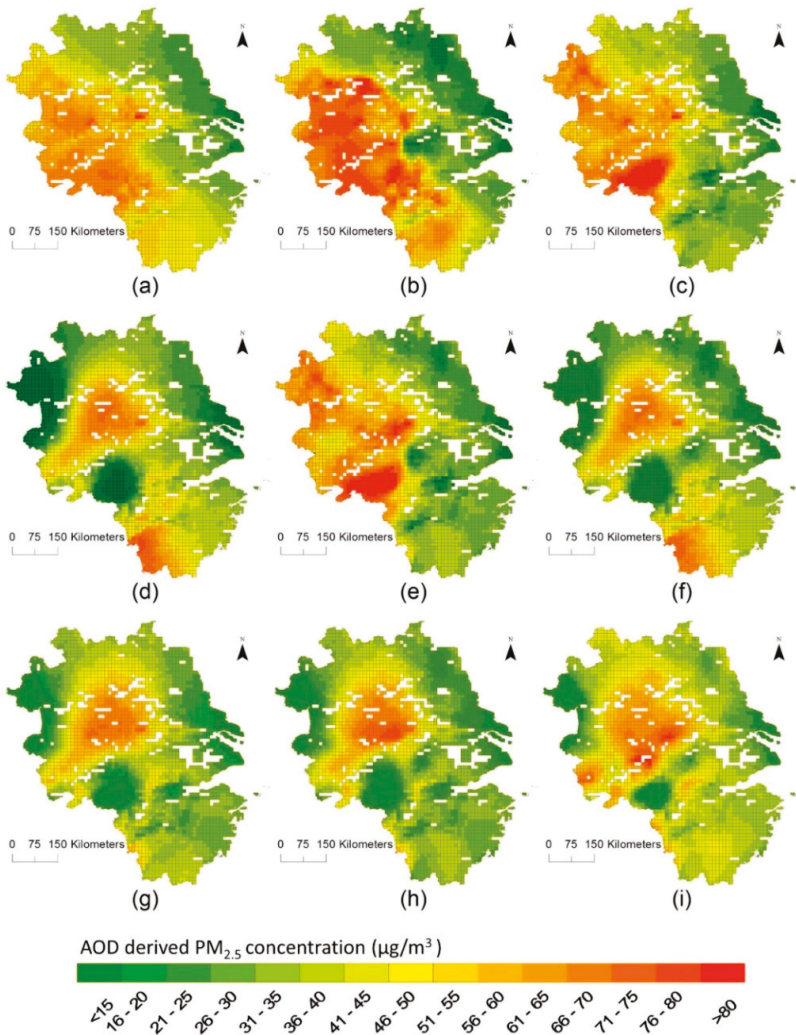 N N N
0 75 150 Kilometers 0 75 150 Kilometers 0 75 150 Kilometers
(a) (b) (c)
N N N
0 75 150 Kilometers 0 75 150 Kilometers 0 75 150 Kilometers
(d) (e) (f)
N N N
0 75 150 Kilometers 0 75 150 Kilometers 0 75 150 Kilometers
(g) (h) (i)
AOD derived PM2.5 concentration (µg/m³)
<15 16 - 20 21 - 25 26 - 30 31 - 35 36 - 40 41 - 45 46 - 50 51 - 55 56 - 60 61 - 65 66 - 70 71 - 75 76 - 80 >80